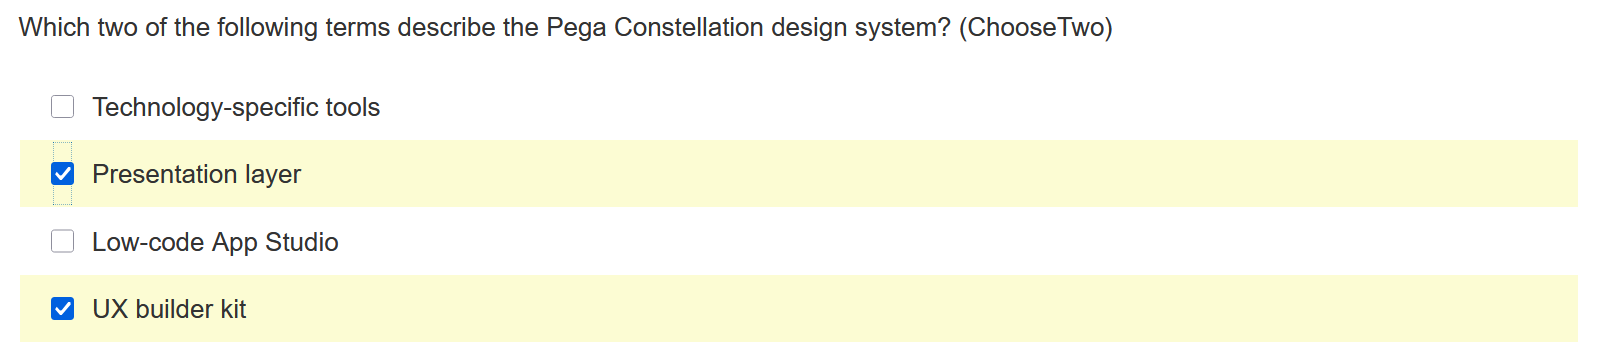 Which two of the following terms describe the Pega Constellation design system? (ChooseTwo)
Technology-specific tools
Presentation layer
Low-code App Studio
UX builder kit